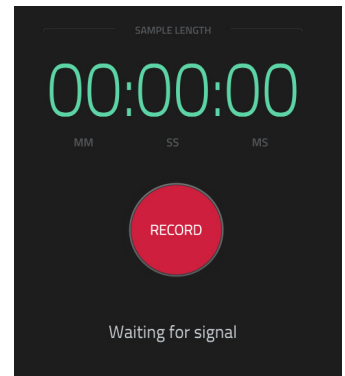 SAMPLE LENGTH
00:00:00
MM SS MS
RECORD
Waiting for signal